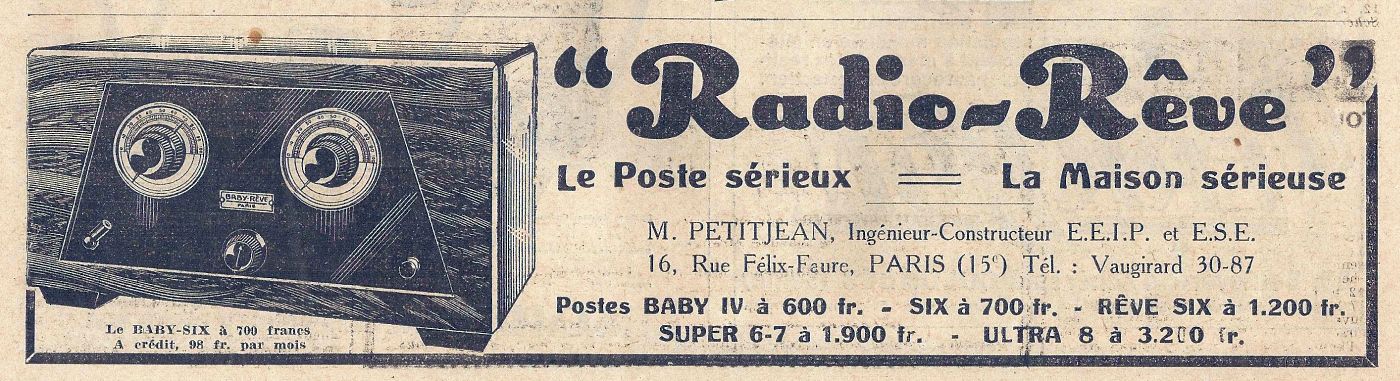 “Radio-Rêve”
Le Poste sérieux = La Maison sérieuse
M. PETITJEAN, Ingénieur-Constructeur E.E.I.P. et E.S.E.
16, Rue Félix-Faure, PARIS (15e) Tél. : Vaugirard 30-87
Postes BABY IV à 600 fr. - SIX à 700 fr. - RÊVE SIX à 1.200 fr.
SUPER 6-7 à 1.900 fr. - ULTRA 8 à 3.200 fr.
BABY-RÊVE
PARIS
Le BABY-SIX à 700 francs
A crédit, 98 fr. par mois